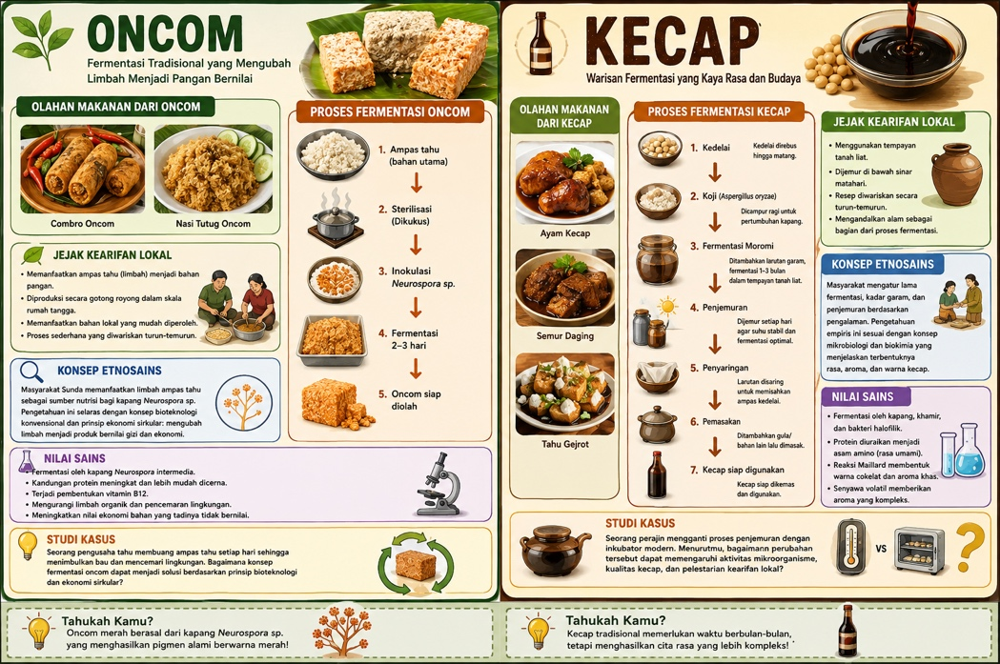 ONCOM
Fermentasi Tradisional yang Mengubah
Limbah Menjadi Pangan Bernilai
OLAHAN MAKANAN DARI ONCOM
Combro Oncom
Nasi Tutug Oncom
JEJAK KEARIFAN LOKAL
• Memanfaatkan ampas tahu (limbah) menjadi bahan
pangan.
• Diproduksi secara gotong royong dalam skala
rumah tangga.
• Memanfaatkan bahan lokal yang mudah diperoleh.
• Proses sederhana yang diwariskan turun-temurun.
KONSEP ETNOSAINS
Masyarakat Sunda memanfaatkan limbah ampas tahu
sebagai sumber nutrisi bagi kapang Neurospora sp.
Pengetahuan ini selaras dengan konsep bioteknologi
konvensional dan prinsip ekonomi sirkular: mengubah
limbah menjadi produk bernilai gizi dan ekonomi.
PROSES FERMENTASI ONCOM
1. Ampas tahu
(bahan utama)
2. Sterilisasi
(Dikukus)
3. Inokulasi
Neurospora sp.
4. Fermentasi
2–3 hari
5. Oncom siap
diolah
NILAI SAINS
• Fermentasi oleh kapang Neurospora intermedia.
• Kandungan protein meningkat dan lebih mudah dicerna.
• Terjadi pembentukan vitamin B12.
• Mengurangi limbah organik dan pencemaran lingkungan.
• Meningkatkan nilai ekonomi bahan yang tadinya tidak bernilai.
STUDI KASUS
Seorang pengusaha tahu membuang ampas tahu setiap hari sehingga
menimbulkan bau dan mencemari lingkungan. Bagaimana konsep
fermentasi oncom dapat menjadi solusi berdasarkan prinsip bioteknologi
dan ekonomi sirkular?
Tahukah Kamu?
Oncom merah berasal dari kapang Neurospora sp.
yang menghasilkan pigmen alami berwarna merah!
KECAP
Warisan Fermentasi yang Kaya Rasa dan Budaya
OLAHAN MAKANAN
DARI KECAP
Ayam Kecap
Semur Daging
Tahu Gejrot
PROSES FERMENTASI KECAP
1. Kedelai
Kedelai direbus
hingga matang.
2. Koji (Aspergillus oryzae)
Dicampur ragi untuk
pertumbuhan kapang.
3. Fermentasi Moromi
Ditambahkan larutan garam,
fermentasi 1–3 bulan
dalam tempayan tanah liat.
4. Penjemuran
Dijemur setiap hari
agar suhu stabil dan
fermentasi optimal.
5. Penyaringan
Larutan disaring
untuk memisahkan
ampas kedelai.
6. Pemasakan
Ditambahkan gula/
bahan lain lalu dimasak.
7. Kecap siap digunakan
Kecap siap dikemas
dan digunakan.
JEJAK KEARIFAN LOKAL
• Menggunakan tempayan
tanah liat.
• Dijemur di bawah sinar
matahari.
• Resep diwariskan secara
turun-temurun.
• Mengandalkan alam sebagai
bagian dari proses fermentasi.
KONSEP ETNOSAINS
Masyarakat mengatur lama
fermentasi, kadar garam, dan
penjemuran berdasarkan
pengalaman. Pengetahuan
empiris ini sesuai dengan konsep
mikrobiologi dan biokimia yang
menjelaskan terbentuknya
rasa, aroma, dan warna kecap.
NILAI SAINS
• Fermentasi oleh kapang, khamir,
dan bakteri halofilik.
• Protein diuraikan menjadi
asam amino (rasa umami).
• Reaksi Maillard membentuk
warna cokelat dan aroma khas.
• Senyawa volatil memberikan
aroma yang kompleks.
STUDI KASUS
Seorang perajin mengganti proses penjemuran dengan
inkubator modern. Menurutmu, bagaimana perubahan
tersebut dapat memengaruhi aktivitas mikroorganisme,
kualitas kecap, dan pelestarian kearifan lokal?
VS
?
Tahukah Kamu?
Kecap tradisional memerlukan waktu berbulan-bulan,
tetapi menghasilkan cita rasa yang lebih kompleks!